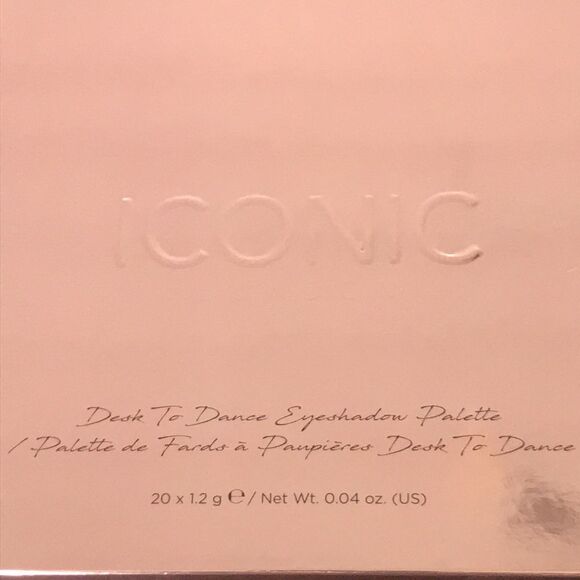 ICONIC
Desk To Dance Eyeshadow Palette
/ Palette de Fards à Paupières Desk To Dance
20 x 1.2 g ℮ / Net Wt. 0.04 oz. (US)